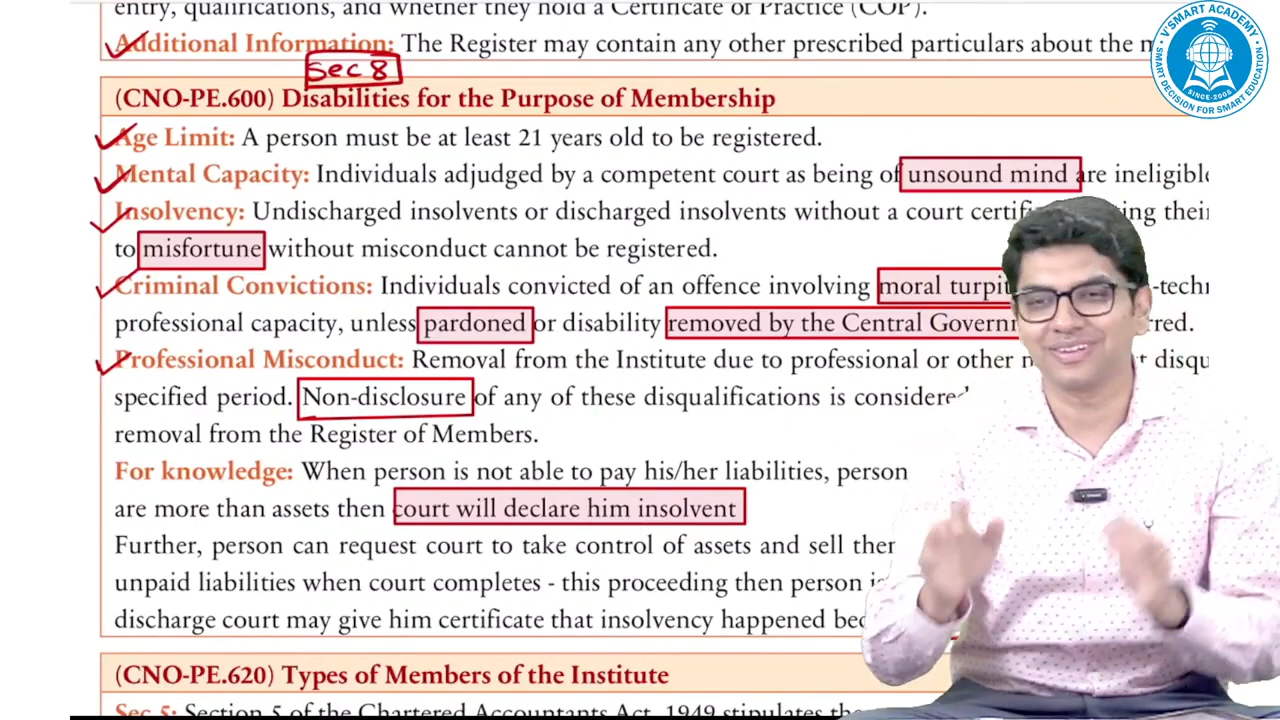 entry, qualifications, and whether they hold a Certificate of Practice (COP).
Additional Information: The Register may contain any other prescribed particulars about the
Sec 8
(CNO-PE.600) Disabilities for the Purpose of Membership
Age Limit: A person must be at least 21 years old to be registered.
Mental Capacity: Individuals adjudged by a competent court as being of unsound mind are
Insolvency: Undischarged insolvents or discharged insolvents without a court
to misfortune without misconduct cannot be registered.
Criminal Convictions: Individuals convicted of an offence involving moral
professional capacity, unless pardoned or disability removed by the Central
Professional Misconduct: Removal from the Institute due to professional or other
specified period. Non-disclosure of any of these disqualifications is
removal from the Register of Members.
For knowledge: When person is not able to pay his/her liabilities, person
are more than assets then court will declare him insolvent
Further, person can request court to take control of assets and sell
unpaid liabilities when court completes - this proceeding then person
discharge court may give him certificate that insolvency happened
(CNO-PE.620) Types of Members of the Institute
Sec 5: Section 5 of the Chartered Accountants Act, 1949 stipulates
V'SMART ACADEMY
SINCE-2005
SMART DECISION FOR SMART EDUCATION